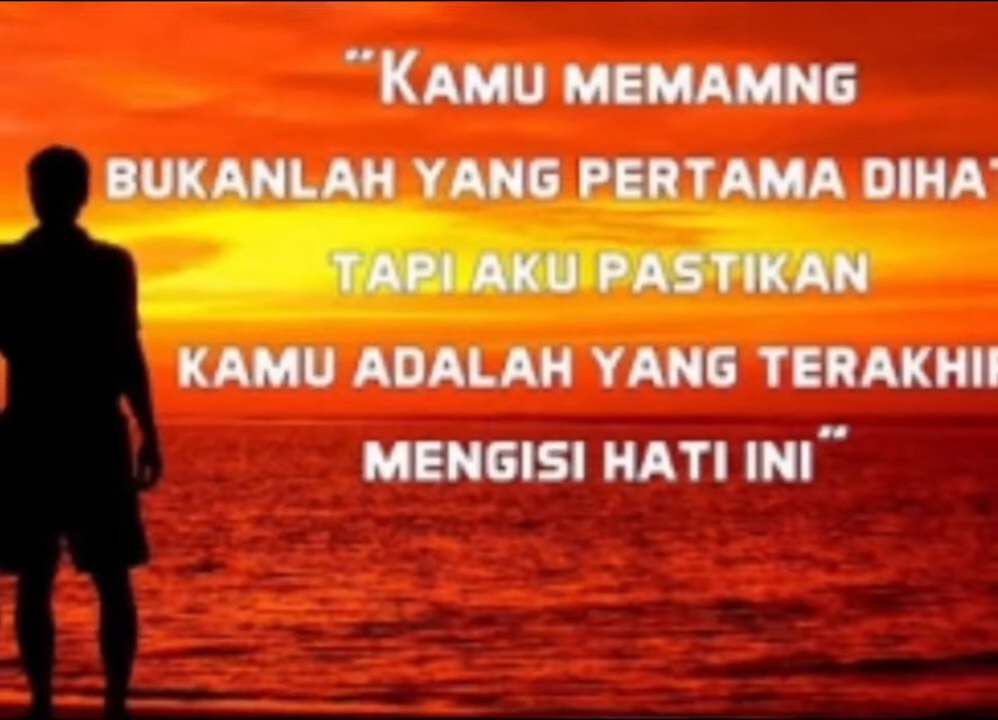 "Kamu memamng
bukanlah yang pertama dihat
tapi aku pastikan
kamu adalah yang terakhir
mengisi hati ini"